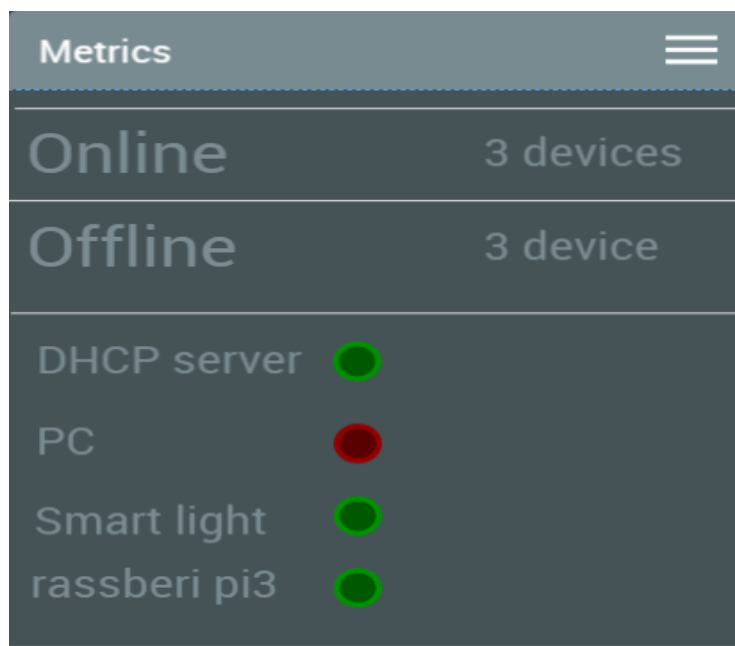 Metrics
Online 3 devices
Offline 3 device
DHCP server
PC
Smart light
rassberi pi3